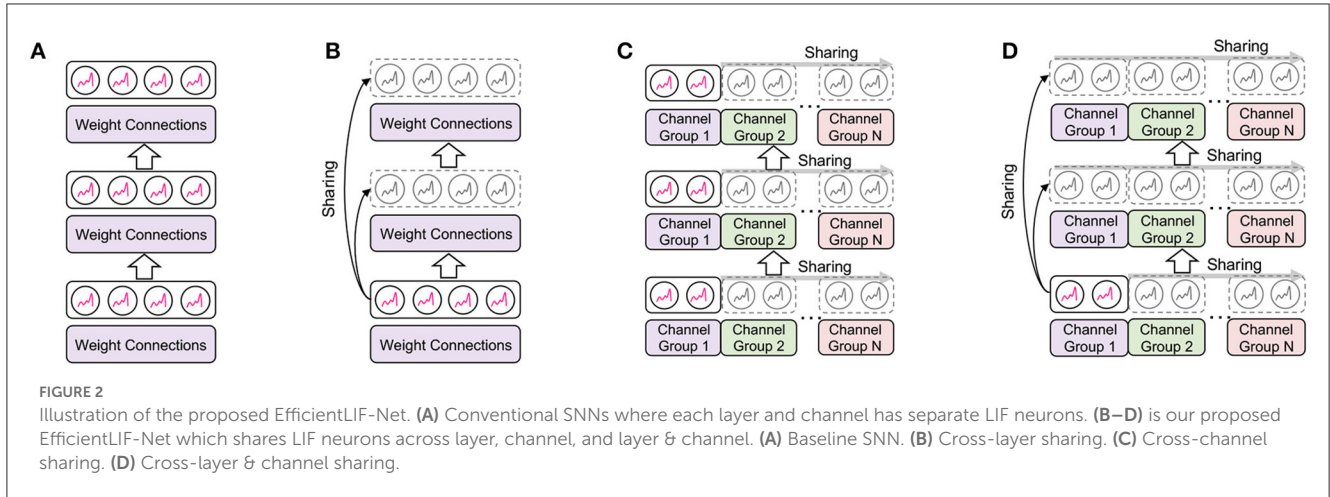 A
Weight Connections
Weight Connections
Weight Connections
B
Sharing
Weight Connections
Weight Connections
Weight Connections
C
Sharing
Channel Group 1
Channel Group 2
...
Channel Group N
Sharing
Channel Group 1
Channel Group 2
...
Channel Group N
Sharing
Channel Group 1
Channel Group 2
...
Channel Group N
D
Sharing
Sharing
Channel Group 1
Channel Group 2
...
Channel Group N
Sharing
Channel Group 1
Channel Group 2
...
Channel Group N
Sharing
Channel Group 1
Channel Group 2
...
Channel Group N
FIGURE 2
Illustration of the proposed EfficientLIF-Net. (A) Conventional SNNs where each layer and channel has separate LIF neurons. (B–D) is our proposed
EfficientLIF-Net which shares LIF neurons across layer, channel, and layer & channel. (A) Baseline SNN. (B) Cross-layer sharing. (C) Cross-channel
sharing. (D) Cross-layer & channel sharing.